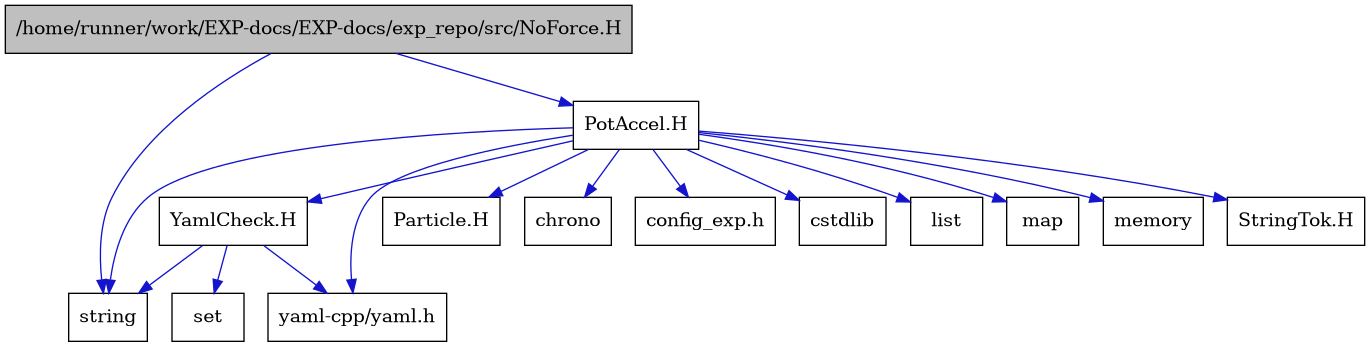 /home/runner/work/EXP-docs/EXP-docs/exp_repo/src/NoForce.H
PotAccel.H
YamlCheck.H
Particle.H
chrono
config_exp.h
cstdlib
list
map
memory
StringTok.H
string
set
yaml-cpp/yaml.h